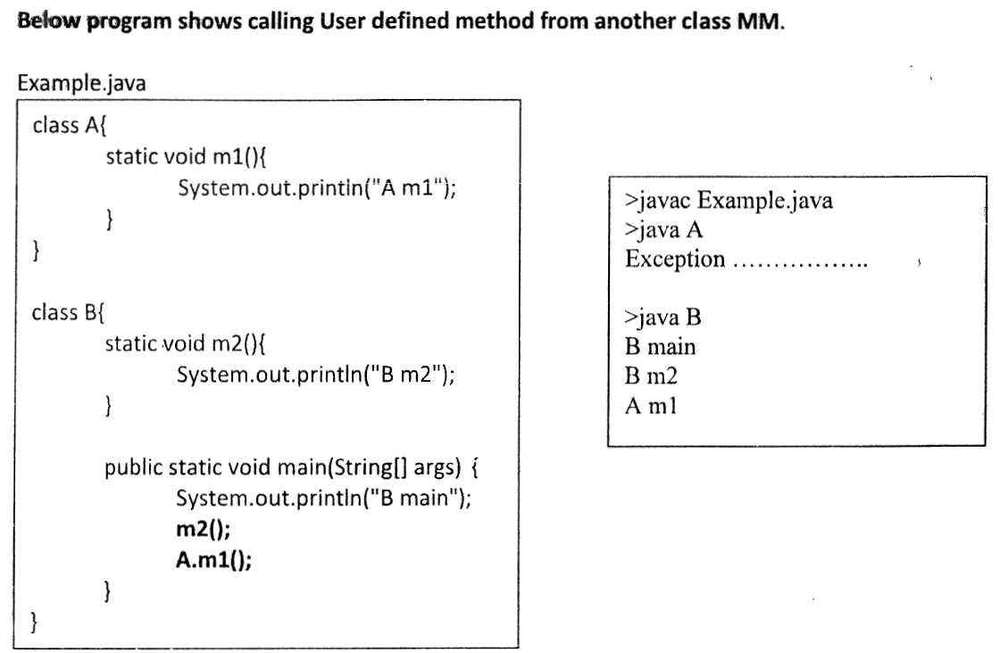 Below program shows calling User defined method from another class MM.
Example.java
class A{
static void m1(){
System.out.println("A m1");
}
}
class B{
static void m2(){
System.out.println("B m2");
}
public static void main(String[] args) {
System.out.println("B main");
m2();
A.m1();
}
}
>javac Example.java
>java A
Exception ……………..
>java B
B main
B m2
A m1